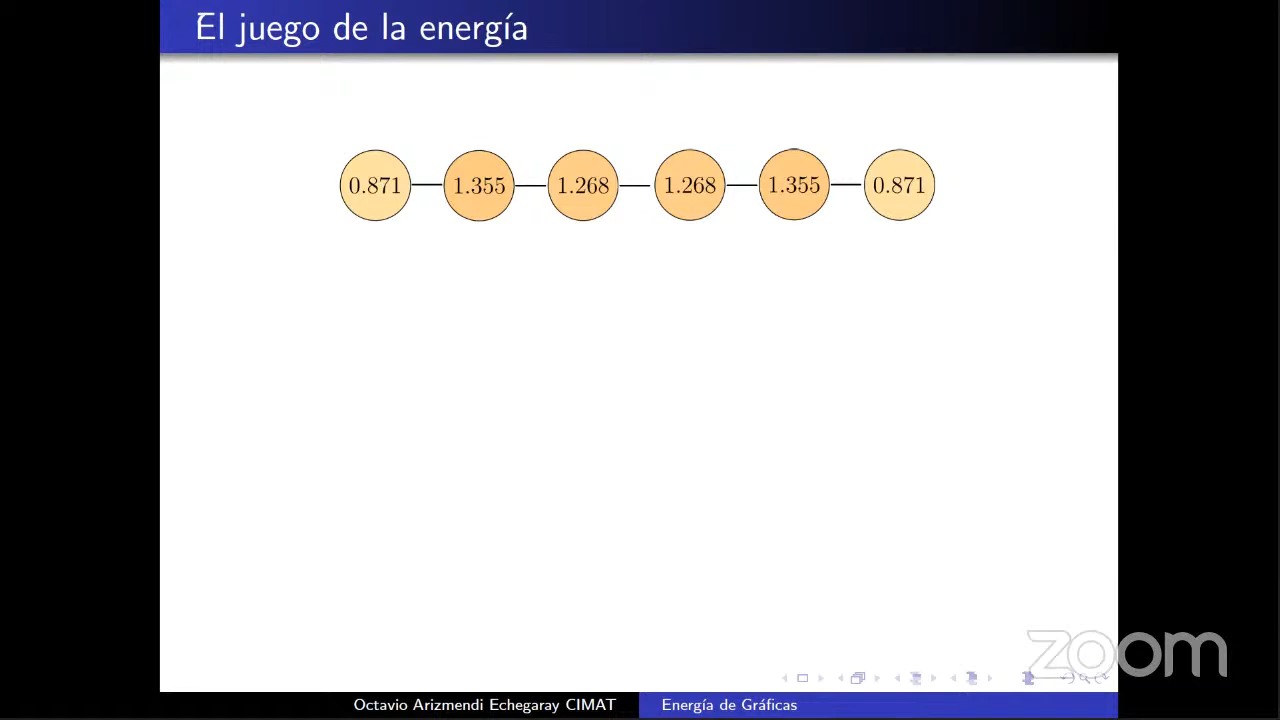 El juego de la energía
0.871 1.355 1.268 1.268 1.355 0.871
zoom
Octavio Arizmendi Echegaray CIMAT Energía de Gráficas